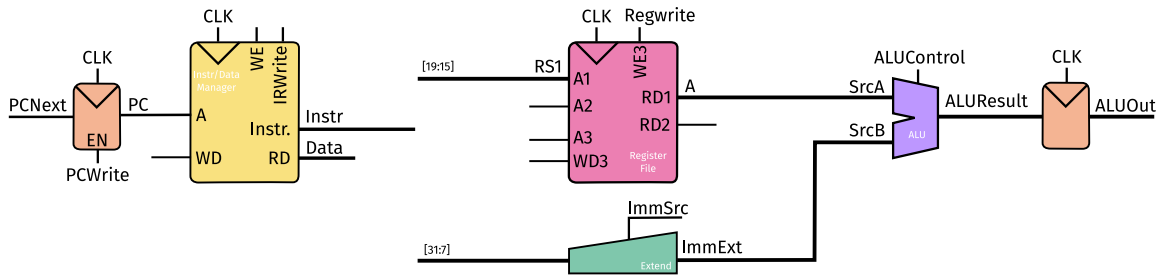 CLK
PCNext
PC
EN
PCWrite
CLK
WE
IRWrite
Instr/Data
Manager
A
Instr.
WD
RD
Instr
Data
[19:15]
RS1
CLK
Regwrite
WE3
A1
A2
A3
WD3
RD1
RD2
Register
File
A
[31:7]
ImmSrc
Extend
ImmExt
SrcA
SrcB
ALUControl
ALU
ALUResult
CLK
ALUOut